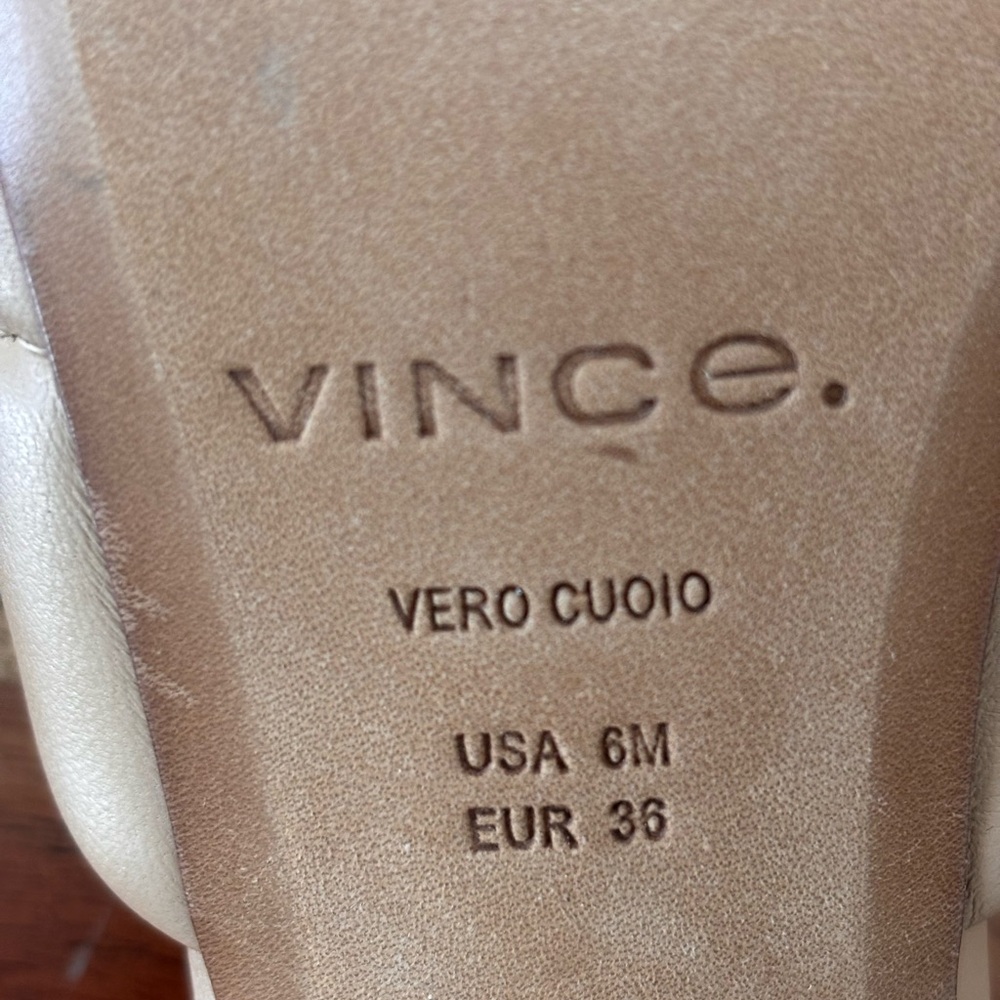 VINCE.
VERO CUOIO
USA 6M
EUR 36